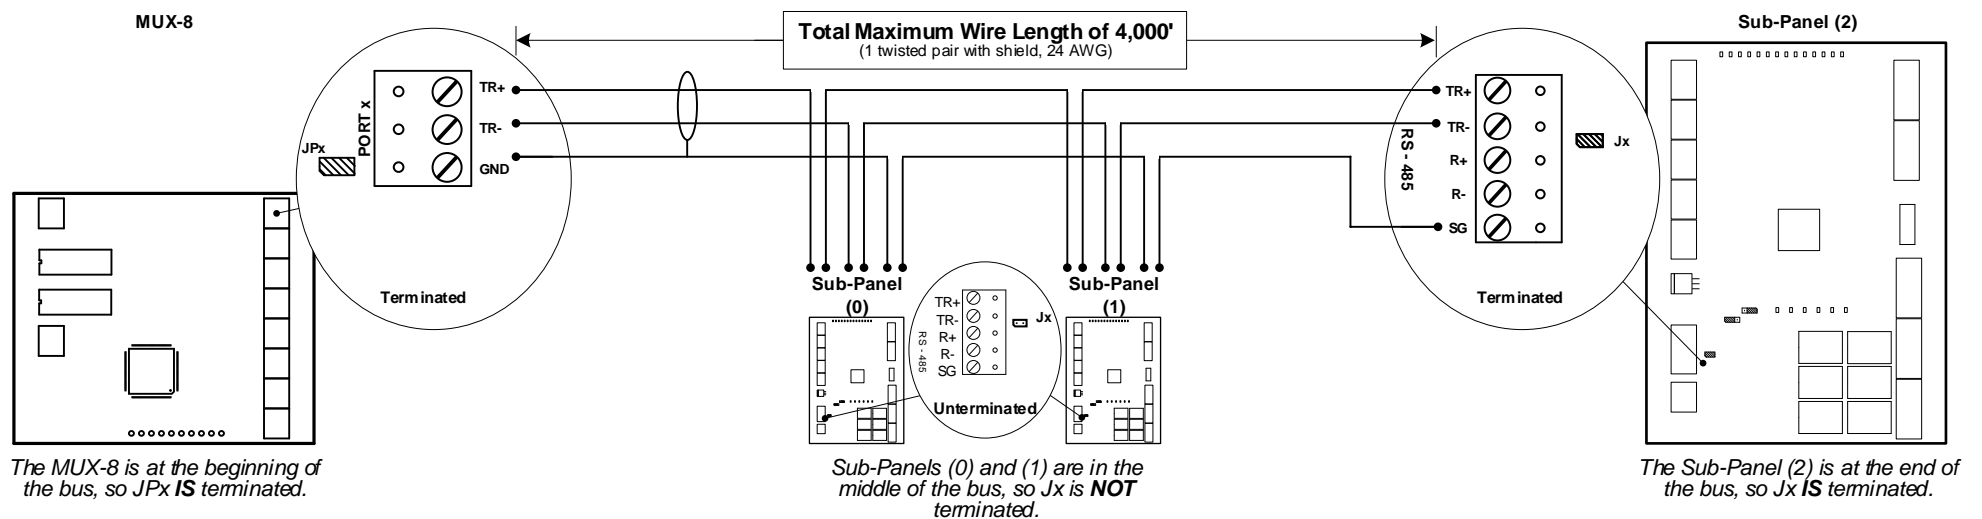 MUX-8
Total Maximum Wire Length of 4,000'
(1 twisted pair with shield, 24 AWG)
Sub-Panel (2)
PORT x
TR+
TR-
GND
JPx
Terminated
TR+
TR-
R+
R-
SG
RS - 485
Jx
Terminated
Sub-Panel
(0)
TR+
TR-
R+
R-
SG
RS - 485
Jx
Unterminated
Sub-Panel
(1)
The MUX-8 is at the beginning of
the bus, so JPx IS terminated.
Sub-Panels (0) and (1) are in the
middle of the bus, so Jx is NOT
terminated.
The Sub-Panel (2) is at the end of
the bus, so Jx IS terminated.